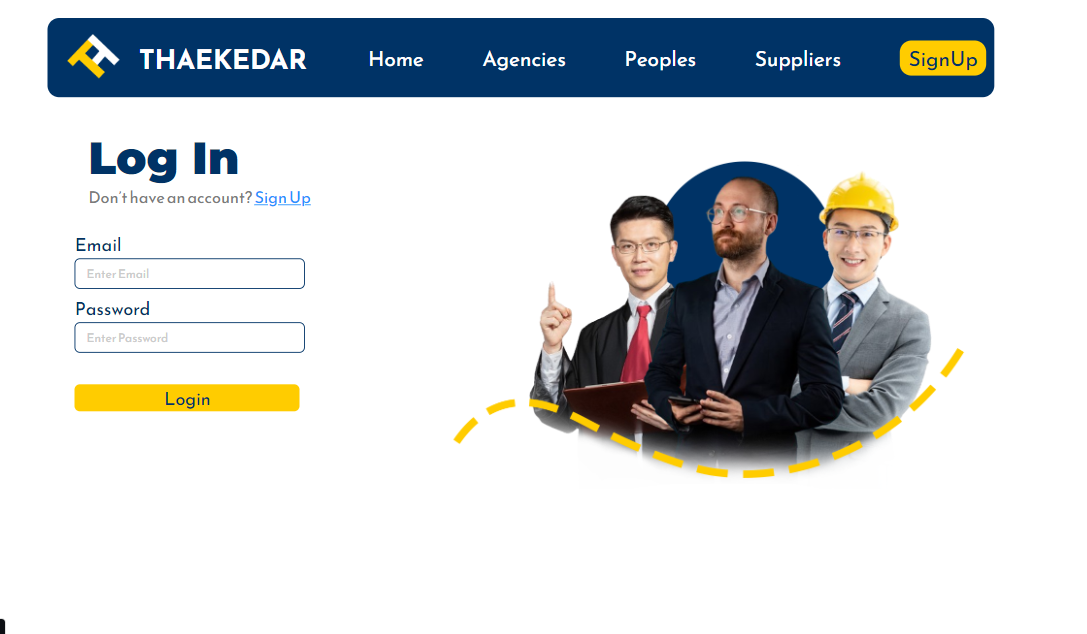 THAEKEDAR Home Agencies Peoples Suppliers SignUp
Log In
Don't have an account? Sign Up
Email
Enter Email
Password
Enter Password
Login